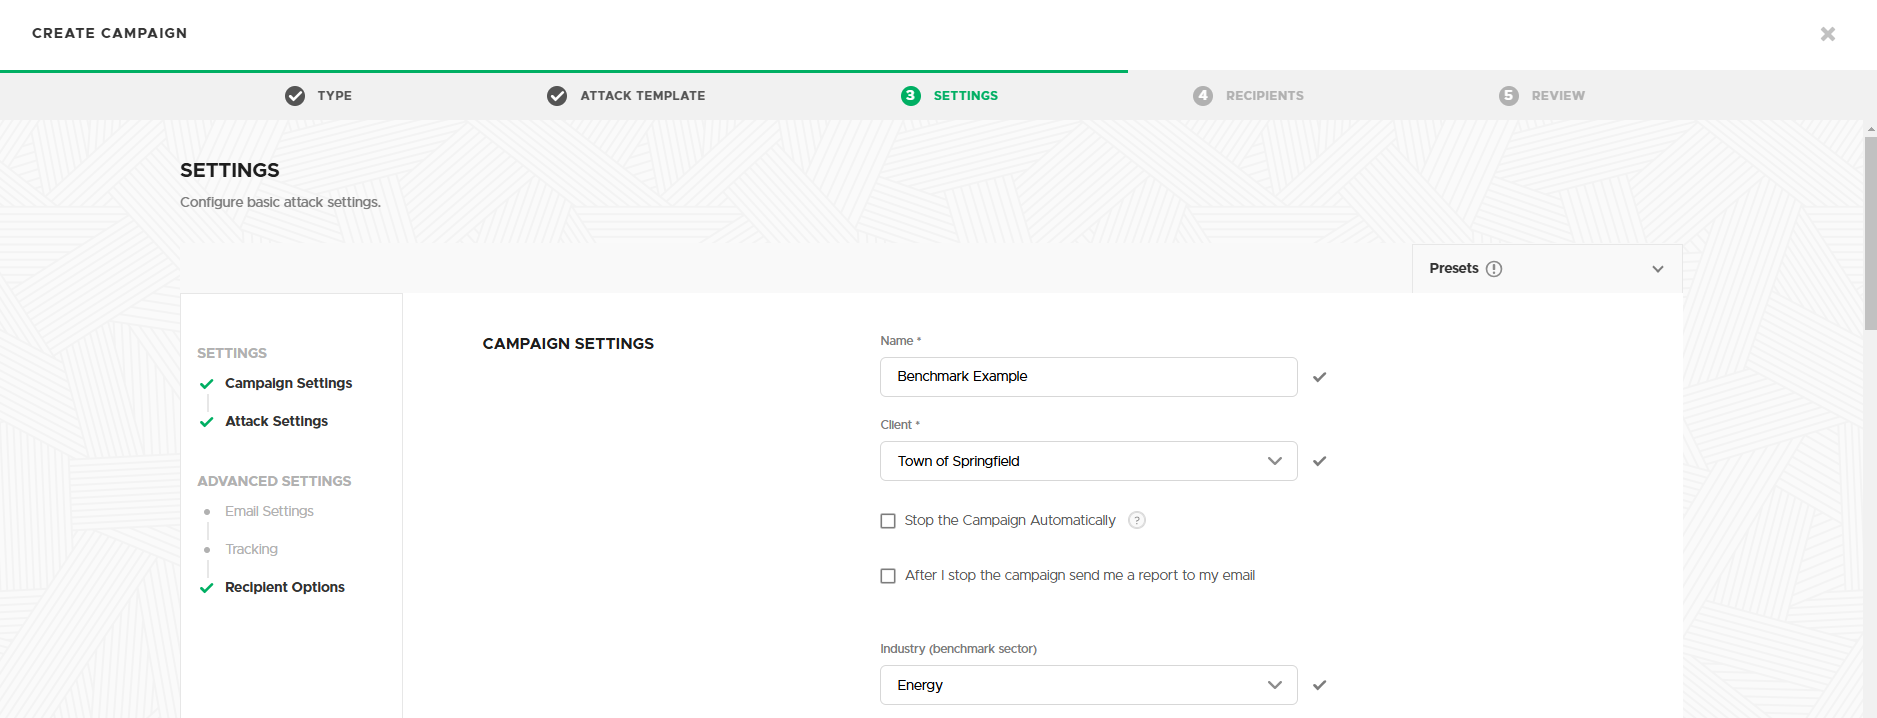 CREATE CAMPAIGN
TYPE
ATTACK TEMPLATE
3 SETTINGS
4 RECIPIENTS
5 REVIEW
SETTINGS
Configure basic attack settings.
Presets
SETTINGS
Campaign Settings
Attack Settings
ADVANCED SETTINGS
Email Settings
Tracking
Recipient Options
CAMPAIGN SETTINGS
Name *
Benchmark Example
Client *
Town of Springfield
Stop the Campaign Automatically ?
After I stop the campaign send me a report to my email
Industry (benchmark sector)
Energy